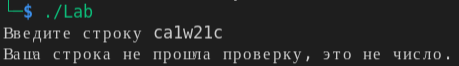 └─$ ./Lab
Введите строку ca1w21c
Ваша строка не прошла проверку, это не число.